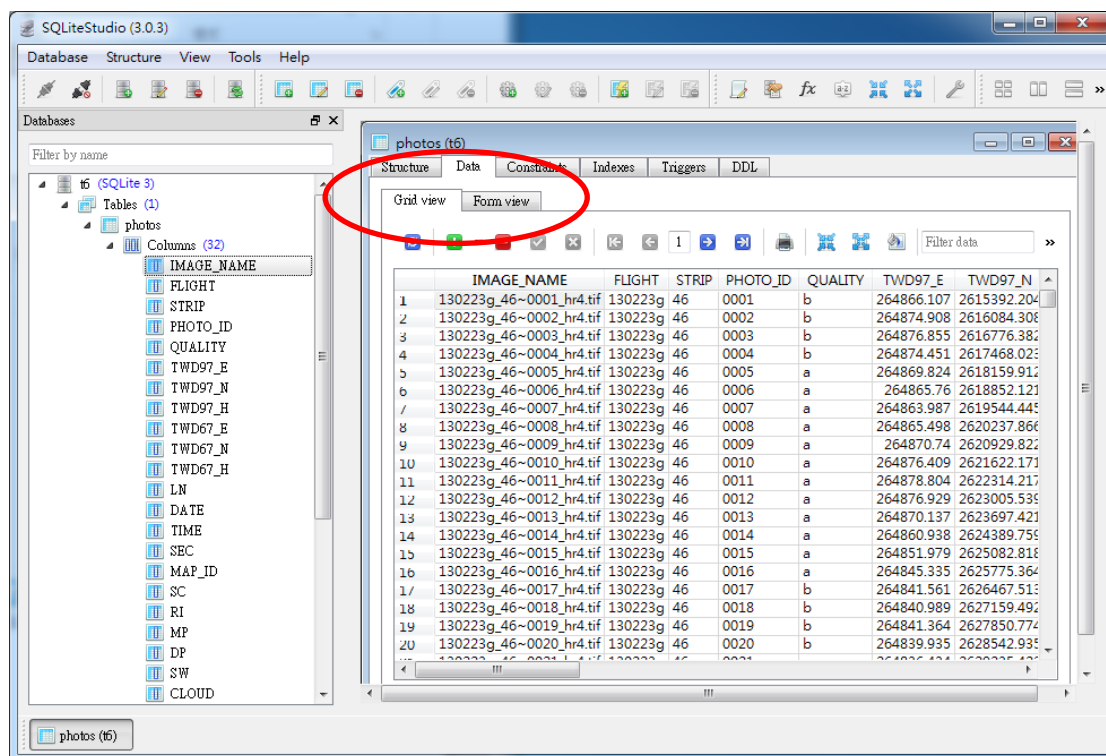 SQLiteStudio (3.0.3)
Database Structure View Tools Help
Databases
Filter by name
t6 (SQLite 3)
Tables (1)
photos
Columns (32)
IMAGE_NAME
FLIGHT
STRIP
PHOTO_ID
QUALITY
TWD97_E
TWD97_N
TWD97_H
TWD67_E
TWD67_N
TWD67_H
LN
DATE
TIME
SEC
MAP_ID
SC
RI
MP
DP
SW
CLOUD
photos (t6)
Structure Data Constraints Indexes Triggers DDL
Grid view Form view
1 Filter data »
IMAGE_NAME FLIGHT STRIP PHOTO_ID QUALITY TWD97_E TWD97_N
1 130223g_46~0001_hr4.tif 130223g 46 0001 b 264866.107 2615392.204
2 130223g_46~0002_hr4.tif 130223g 46 0002 b 264874.908 2616084.308
3 130223g_46~0003_hr4.tif 130223g 46 0003 b 264876.855 2616776.382
4 130223g_46~0004_hr4.tif 130223g 46 0004 b 264874.451 2617468.023
5 130223g_46~0005_hr4.tif 130223g 46 0005 a 264869.824 2618159.912
6 130223g_46~0006_hr4.tif 130223g 46 0006 a 264865.76 2618852.121
7 130223g_46~0007_hr4.tif 130223g 46 0007 a 264863.987 2619544.445
8 130223g_46~0008_hr4.tif 130223g 46 0008 a 264865.498 2620237.866
9 130223g_46~0009_hr4.tif 130223g 46 0009 a 264870.74 2620929.822
10 130223g_46~0010_hr4.tif 130223g 46 0010 a 264876.409 2621622.171
11 130223g_46~0011_hr4.tif 130223g 46 0011 a 264878.804 2622314.217
12 130223g_46~0012_hr4.tif 130223g 46 0012 a 264876.929 2623005.539
13 130223g_46~0013_hr4.tif 130223g 46 0013 a 264870.137 2623697.421
14 130223g_46~0014_hr4.tif 130223g 46 0014 a 264860.938 2624389.759
15 130223g_46~0015_hr4.tif 130223g 46 0015 a 264851.979 2625082.818
16 130223g_46~0016_hr4.tif 130223g 46 0016 a 264845.335 2625775.364
17 130223g_46~0017_hr4.tif 130223g 46 0017 b 264841.561 2626467.513
18 130223g_46~0018_hr4.tif 130223g 46 0018 b 264840.989 2627159.492
19 130223g_46~0019_hr4.tif 130223g 46 0019 b 264841.364 2627850.774
20 130223g_46~0020_hr4.tif 130223g 46 0020 b 264839.935 2628542.935
photos (t6)